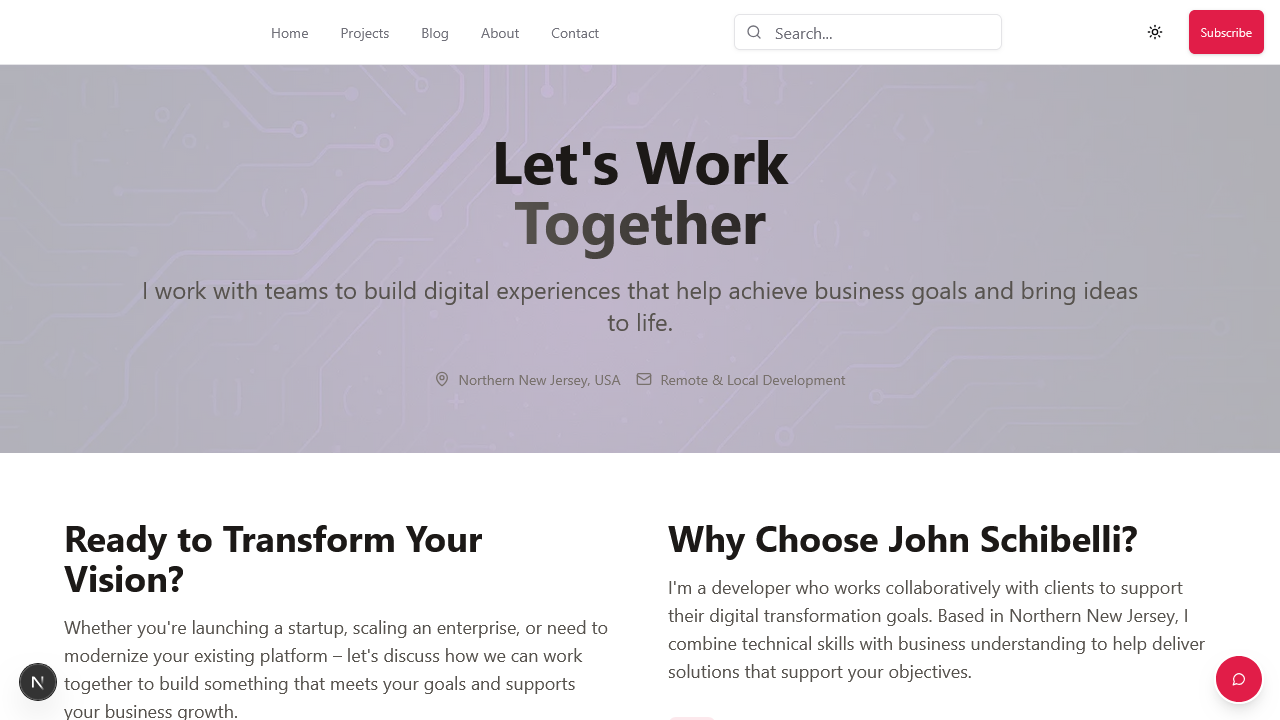 Home
Projects
Blog
About
Contact
Search...
Subscribe
Let's Work
Together
I work with teams to build digital experiences that help achieve business goals and bring ideas
to life.
Northern New Jersey, USA
Remote & Local Development
Ready to Transform Your
Vision?
Whether you're launching a startup, scaling an enterprise, or need to
modernize your existing platform – let's discuss how we can work
together to build something that meets your goals and supports
your business growth.
Why Choose John Schibelli?
I'm a developer who works collaboratively with clients to support
their digital transformation goals. Based in Northern New Jersey, I
combine technical skills with business understanding to help deliver
solutions that support your objectives.
N